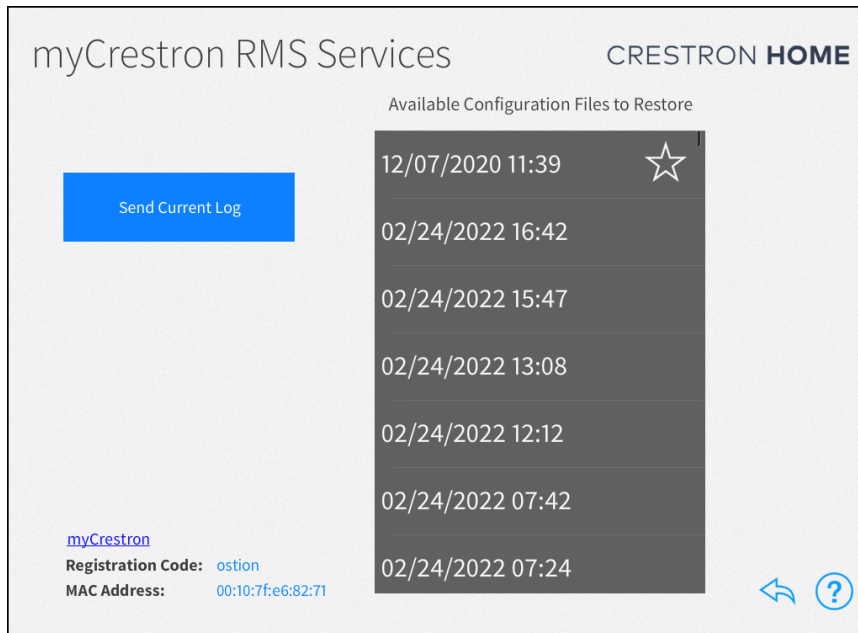 myCrestron RMS Services
CRESTRON HOME
Available Configuration Files to Restore
Send Current Log
12/07/2020 11:39
02/24/2022 16:42
02/24/2022 15:47
02/24/2022 13:08
02/24/2022 12:12
02/24/2022 07:42
02/24/2022 07:24
myCrestron
Registration Code: ostion
MAC Address: 00:10:7f:e6:82:71
?